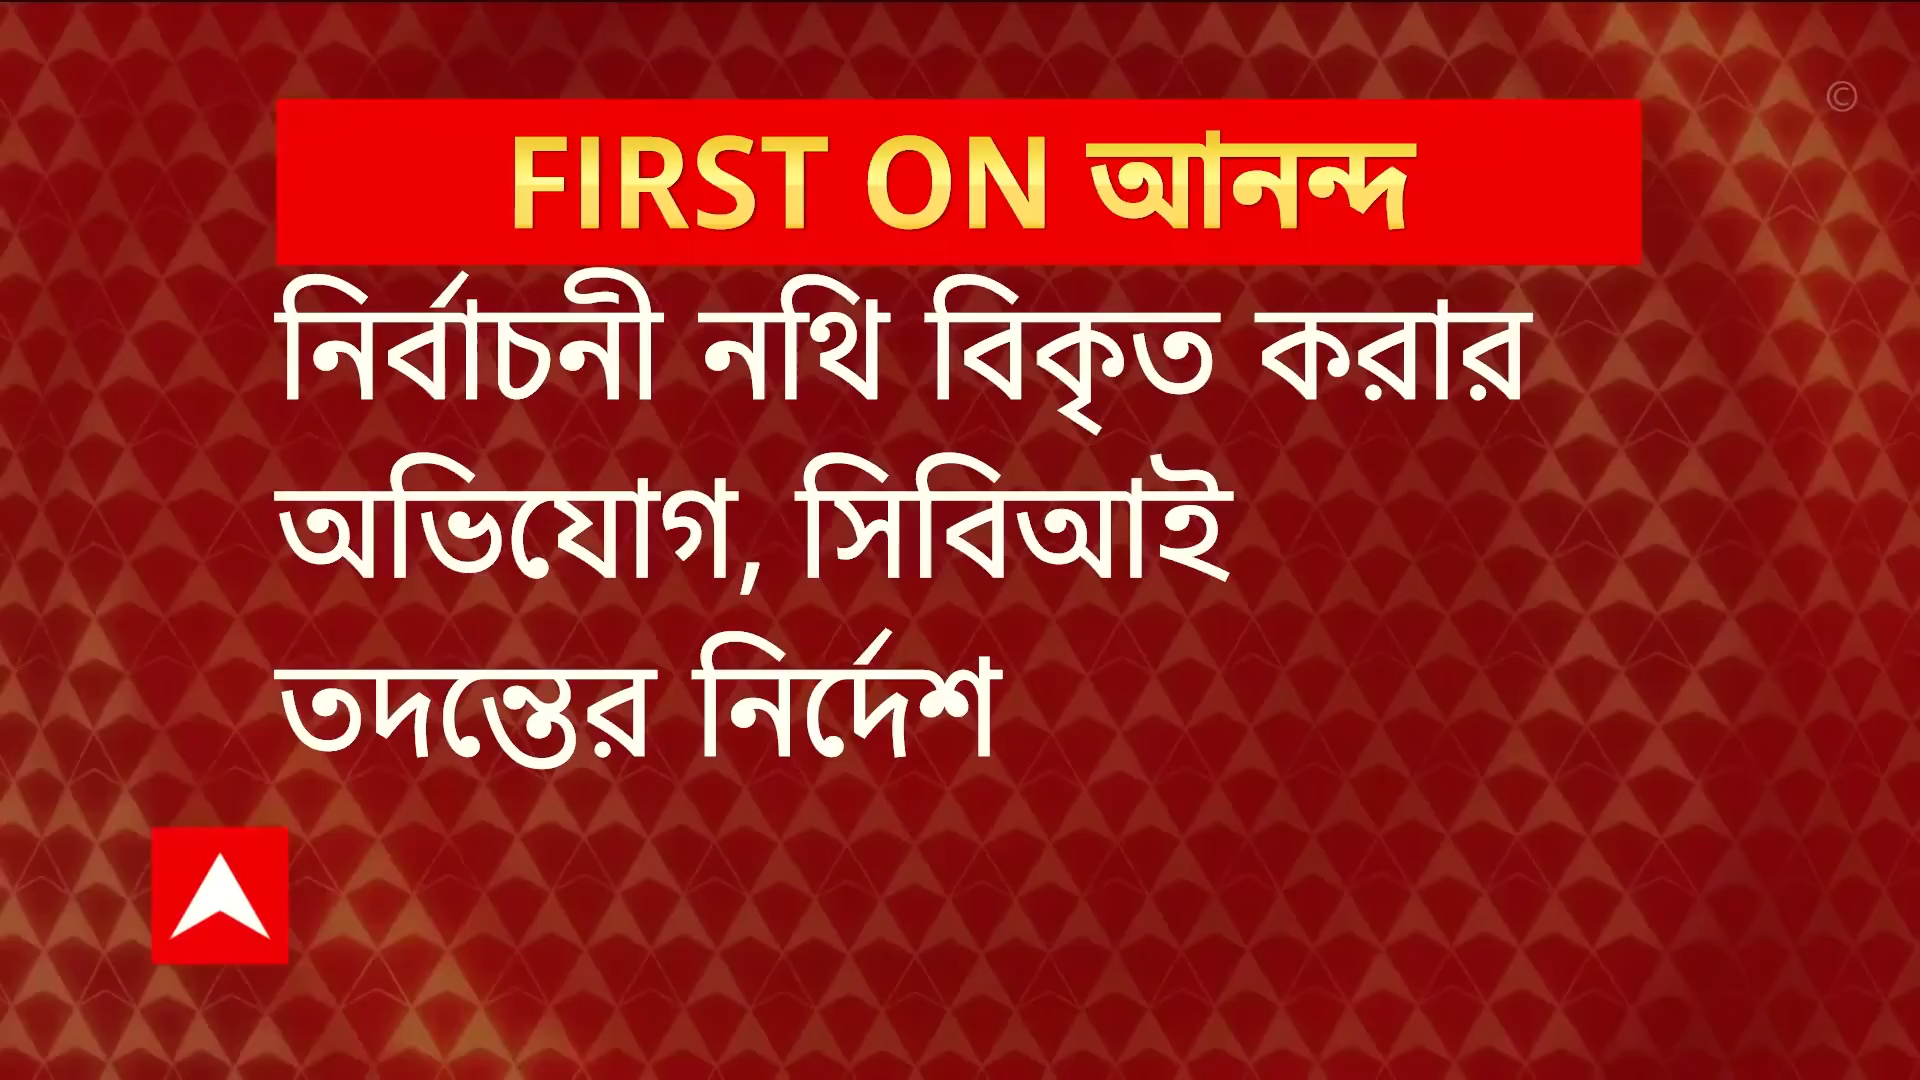 ©
FIRST ON আনন্দ
নির্বাচনী নথি বিকৃত করার
অভিযোগ, সিবিআই
তদন্তের নির্দেশ